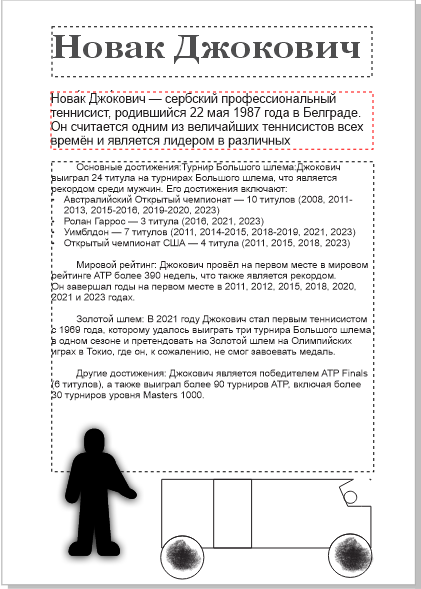 Новак Джокович
Новак Джокович — сербский профессиональный
теннисист, родившийся 22 мая 1987 года в Белграде.
Он считается одним из величайших теннисистов всех
времён и является лидером в различных
Основные достижения:Турнир Большого шлема:Джокович
выиграл 24 титула на турнирах Большого шлема, что является
рекордом среди мужчин. Его достижения включают:
• Австралийский Открытый чемпионат — 10 титулов (2008, 2011-
2013, 2015-2016, 2019-2020, 2023)
• Ролан Гаррос — 3 титула (2016, 2021, 2023)
• Уимблдон — 7 титулов (2011, 2014-2015, 2018-2019, 2021, 2023)
• Открытый чемпионат США — 4 титула (2011, 2015, 2018, 2023)
Мировой рейтинг: Джокович провёл на первом месте в мировом
рейтинге ATP более 390 недель, что также является рекордом.
Он завершал годы на первом месте в 2011, 2012, 2015, 2018, 2020,
2021 и 2023 годах.
Золотой шлем: В 2021 году Джокович стал первым теннисистом
с 1969 года, которому удалось выиграть три турнира Большого шлема
в одном сезоне и претендовать на Золотой шлем на Олимпийских
играх в Токио, где он, к сожалению, не смог завоевать медаль.
Другие достижения: Джокович является победителем ATP Finals
(6 титулов), а также выиграл более 90 турниров ATP, включая более
30 турниров уровня Masters 1000.